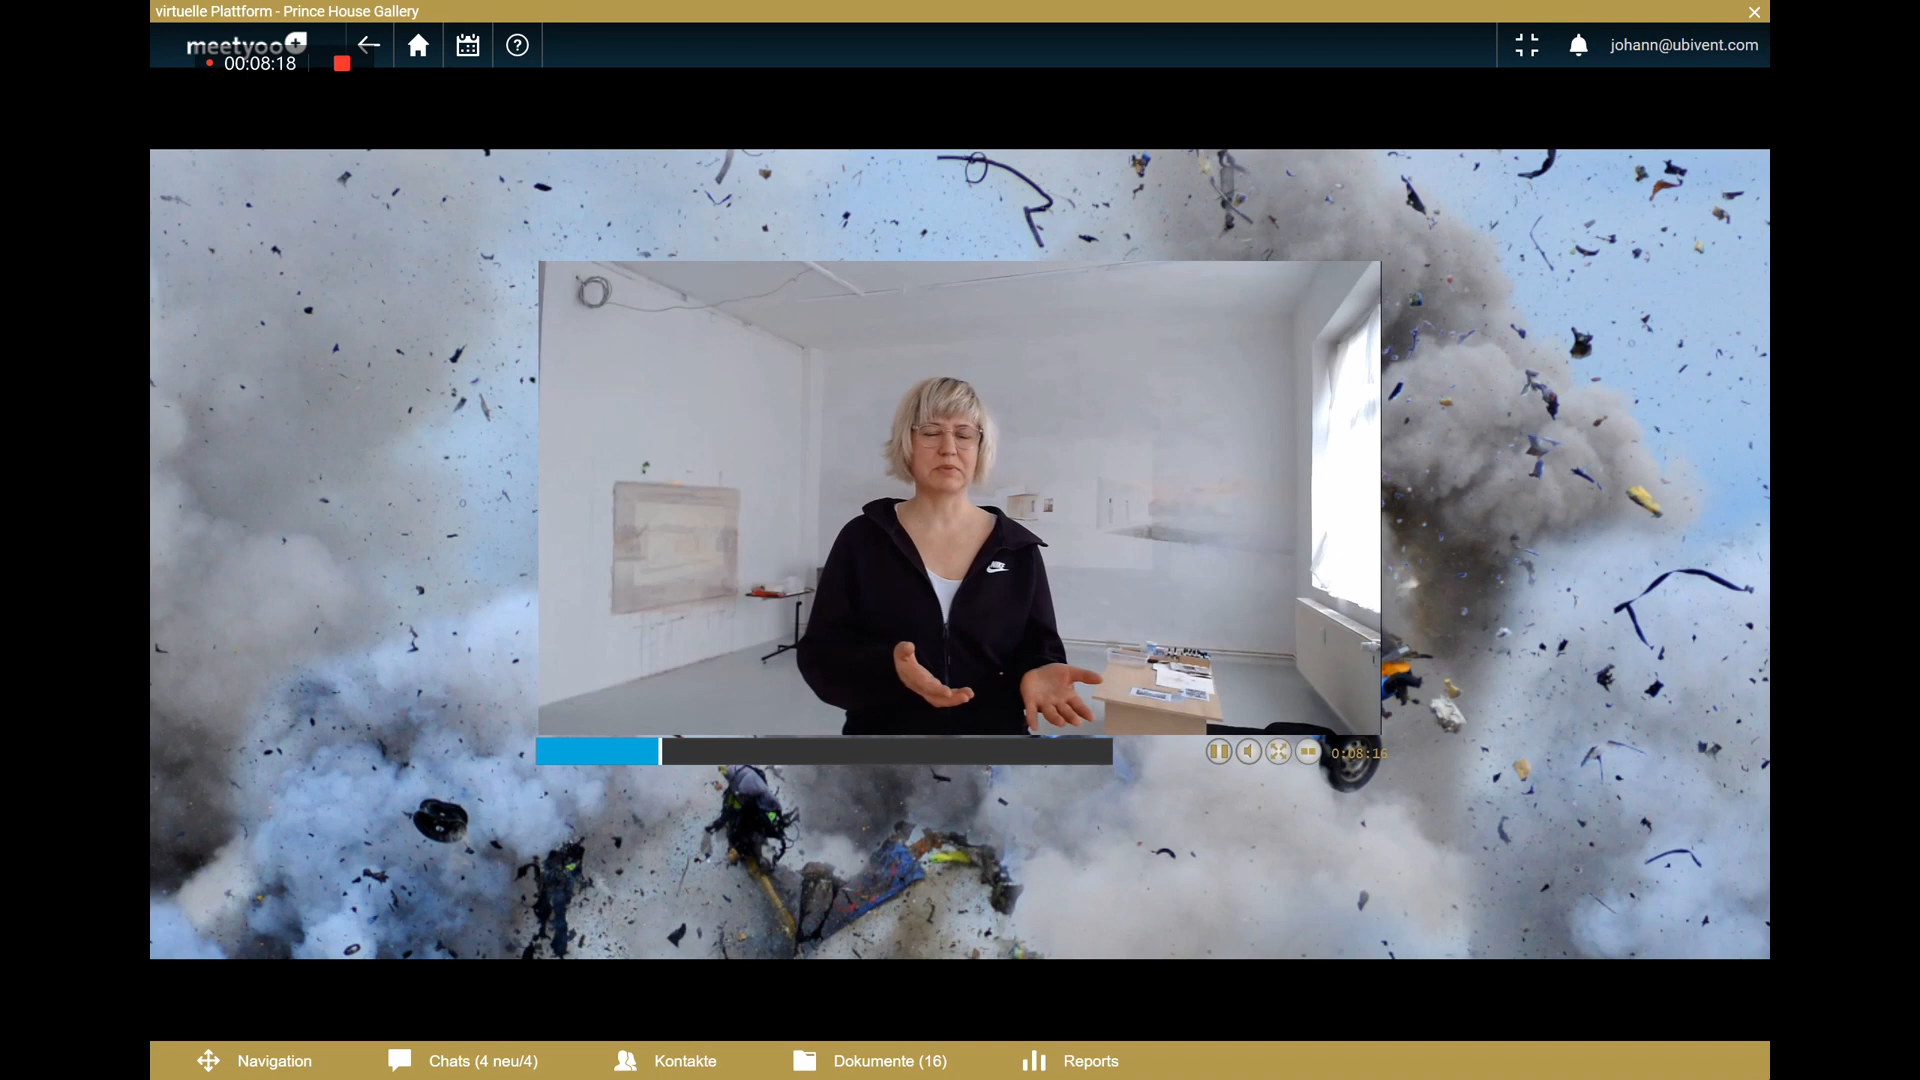 virtuelle Plattform - Prince House Gallery
meetyoo
johann@ubivent.com
00:08:18
NIKE
0:08:16
Navigation
Chats (4 neu/4)
Kontakte
Dokumente (16)
Reports